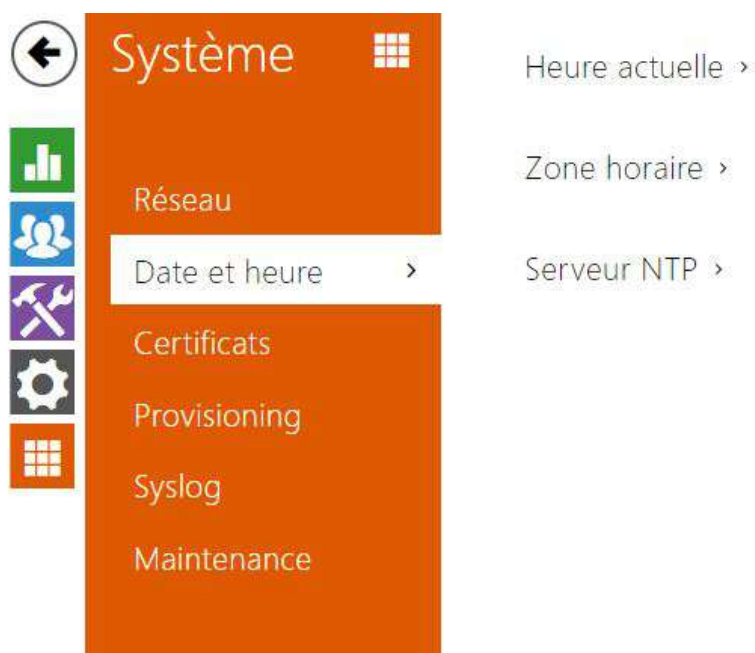 Système
Réseau
Date et heure
Certificats
Provisioning
Syslog
Maintenance
Heure actuelle
Zone horaire
Serveur NTP